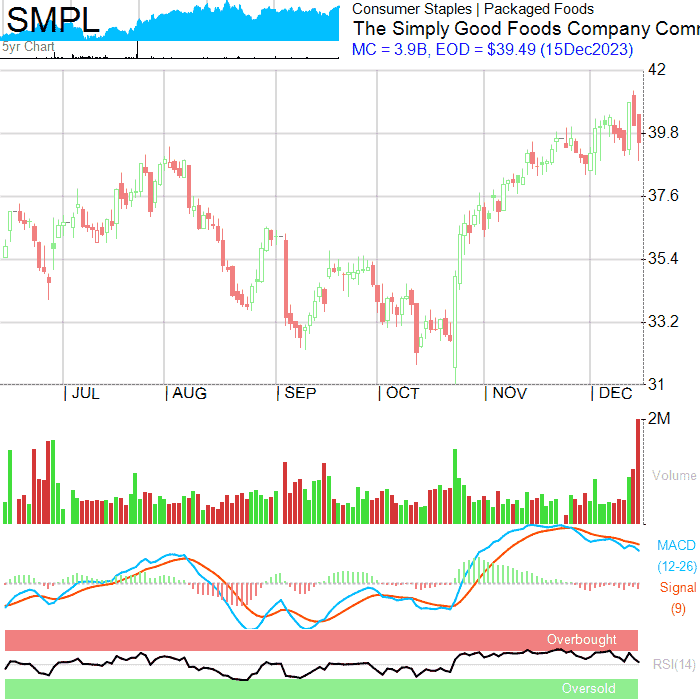 SMPL
5yr Chart
Consumer Staples | Packaged Foods
The Simply Good Foods Company Comm
MC = 3.9B, EOD = $39.49 (15Dec2023)
42
39.8
37.6
35.4
33.2
31
| JUL | AUG | SEP | OCT | NOV | DEC
2M
Volume
MACD
(12-26)
Signal
(9)
Overbought
RSI(14)
Oversold